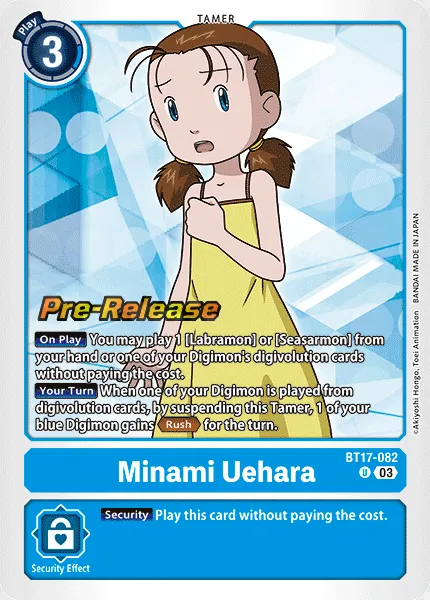 TAMER
Play
3
Pre-Release
On Play You may play 1 [Labramon] or [Seasarmon] from
your hand or one of your Digimon's digivolution cards
without paying the cost.
Your Turn When one of your Digimon is played from
digivolution cards, by suspending this Tamer, 1 of your
blue Digimon gains Rush for the turn.
©Akiyoshi Hongo, Toei Animation BANDAI MADE IN JAPAN
BT17-082
Minami Uehara
U 03
Security Play this card without paying the cost.
Security Effect